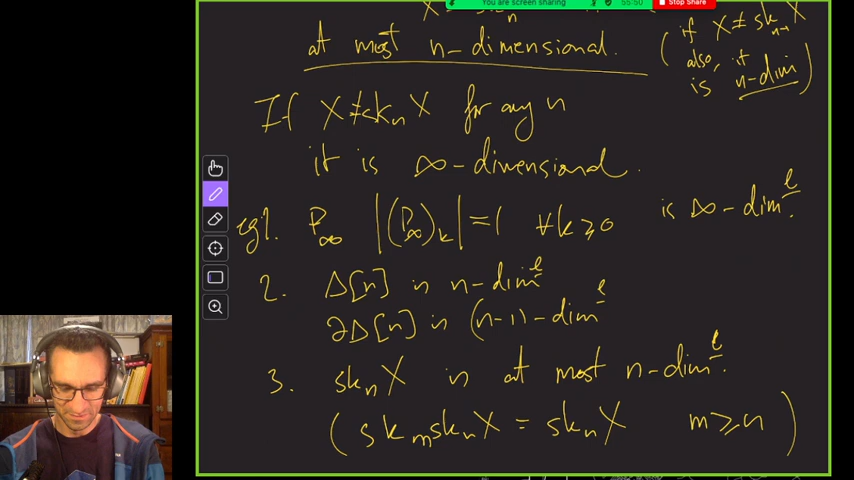 You are screen sharing 55:50 Stop Share
at most n-dimensional.
(if X ≠ skₙ₋₁X
also, it
is n-dim)
If X ≠ skₙX for any n
it is ∞-dimensional.
eg 1. P∞ |(P∞)ₖ| = 1 ∀k ≥ 0 is ∞-dimˡ.
2. Δ[n] is n-dimˡ
∂Δ[n] is (n-1)-dimˡ
3. skₙX is at most n-dimˡ.
(skₘskₙX = skₙX m ≥ n)